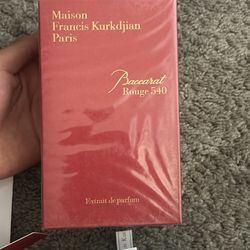 Maison
Francis Kurkdjian
Paris
Baccarat
Rouge 540
Extrait de parfum